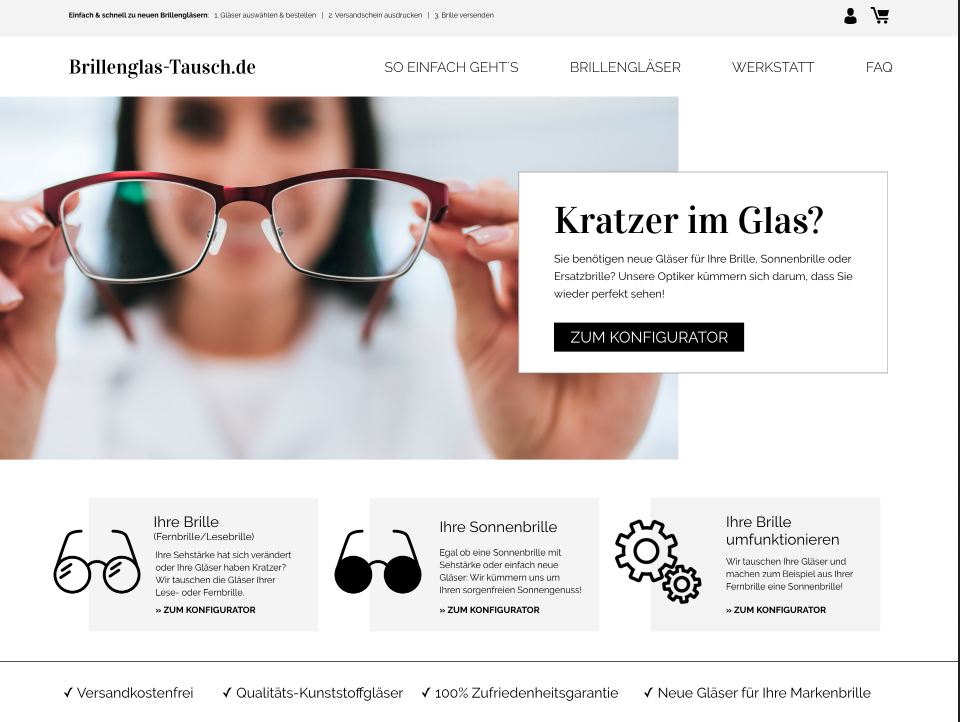 Einfach & schnell zu neuen Brillengläsern: 1. Gläser auswählen & bestellen | 2. Versandschein ausdrucken | 3. Brille versenden
Brillenglas-Tausch.de
SO EINFACH GEHT´S
BRILLENGLÄSER
WERKSTATT
FAQ
Kratzer im Glas?
Sie benötigen neue Gläser für Ihre Brille, Sonnenbrille oder
Ersatzbrille? Unsere Optiker kümmern sich darum, dass Sie
wieder perfekt sehen!
ZUM KONFIGURATOR
Ihre Brille
(Fernbrille/Lesebrille)
Ihre Sehstärke hat sich verändert
oder Ihre Gläser haben Kratzer?
Wir tauschen die Gläser Ihrer
Lese- oder Fernbrille.
» ZUM KONFIGURATOR
Ihre Sonnenbrille
Egal ob eine Sonnenbrille mit
Sehstärke oder einfach neue
Gläser: Wir kümmern uns um
Ihren sorgenfreien Sonnengenuss!
» ZUM KONFIGURATOR
Ihre Brille
umfunktionieren
Wir tauschen Ihre Gläser und
machen zum Beispiel aus Ihrer
Fernbrille eine Sonnenbrille!
» ZUM KONFIGURATOR
✓ Versandkostenfrei
✓ Qualitäts-Kunststoffgläser
✓ 100% Zufriedenheitsgarantie
✓ Neue Gläser für Ihre Markenbrille